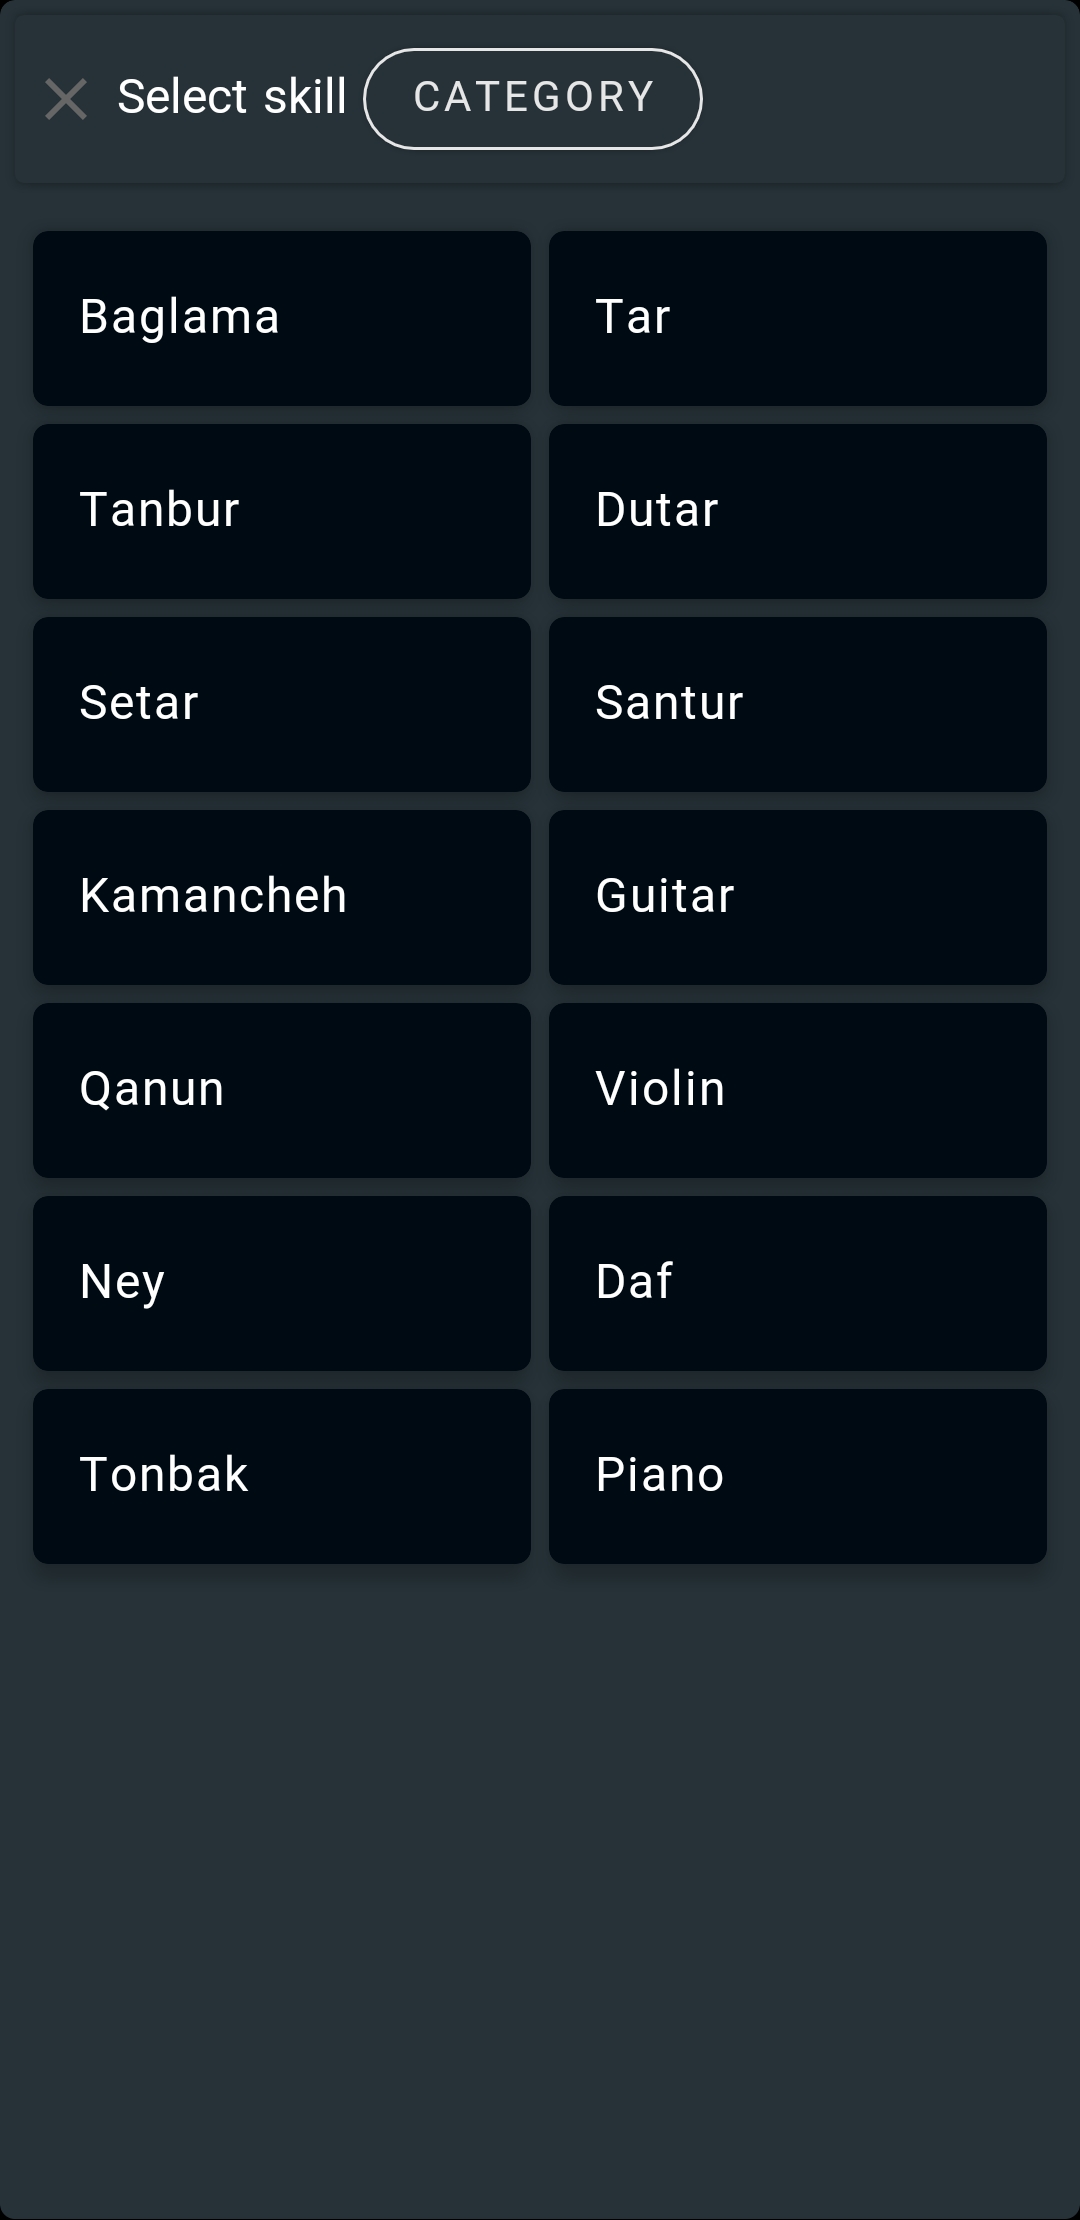 Select skill CATEGORY
Baglama Tar
Tanbur Dutar
Setar Santur
Kamancheh Guitar
Qanun Violin
Ney Daf
Tonbak Piano